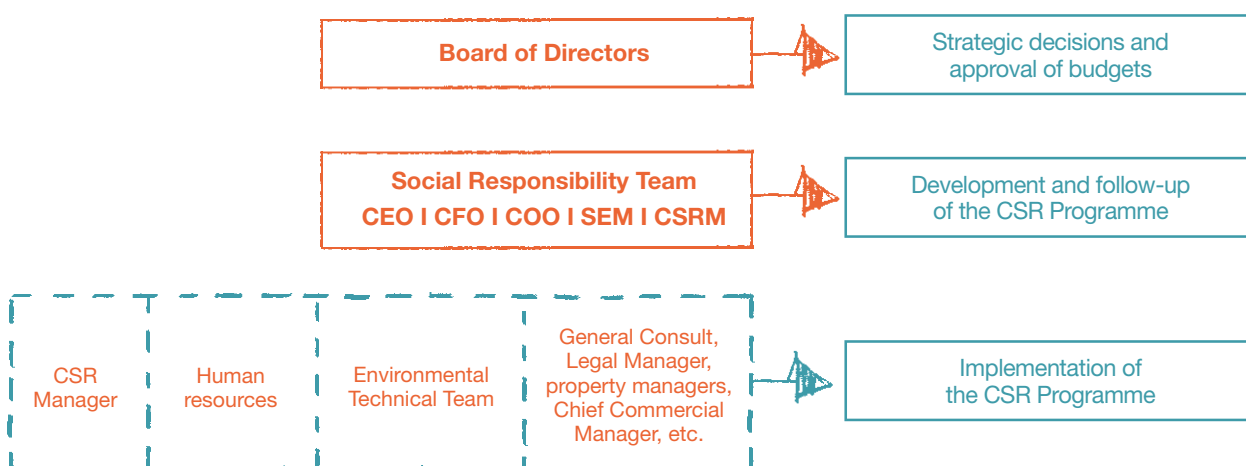 Board of Directors
Strategic decisions and
approval of budgets
Social Responsibility Team
CEO I CFO I COO I SEM I CSRM
Development and follow-up
of the CSR Programme
CSR
Manager
Human
resources
Environmental
Technical Team
General Consult,
Legal Manager,
property managers,
Chief Commercial
Manager, etc.
Implementation of
the CSR Programme